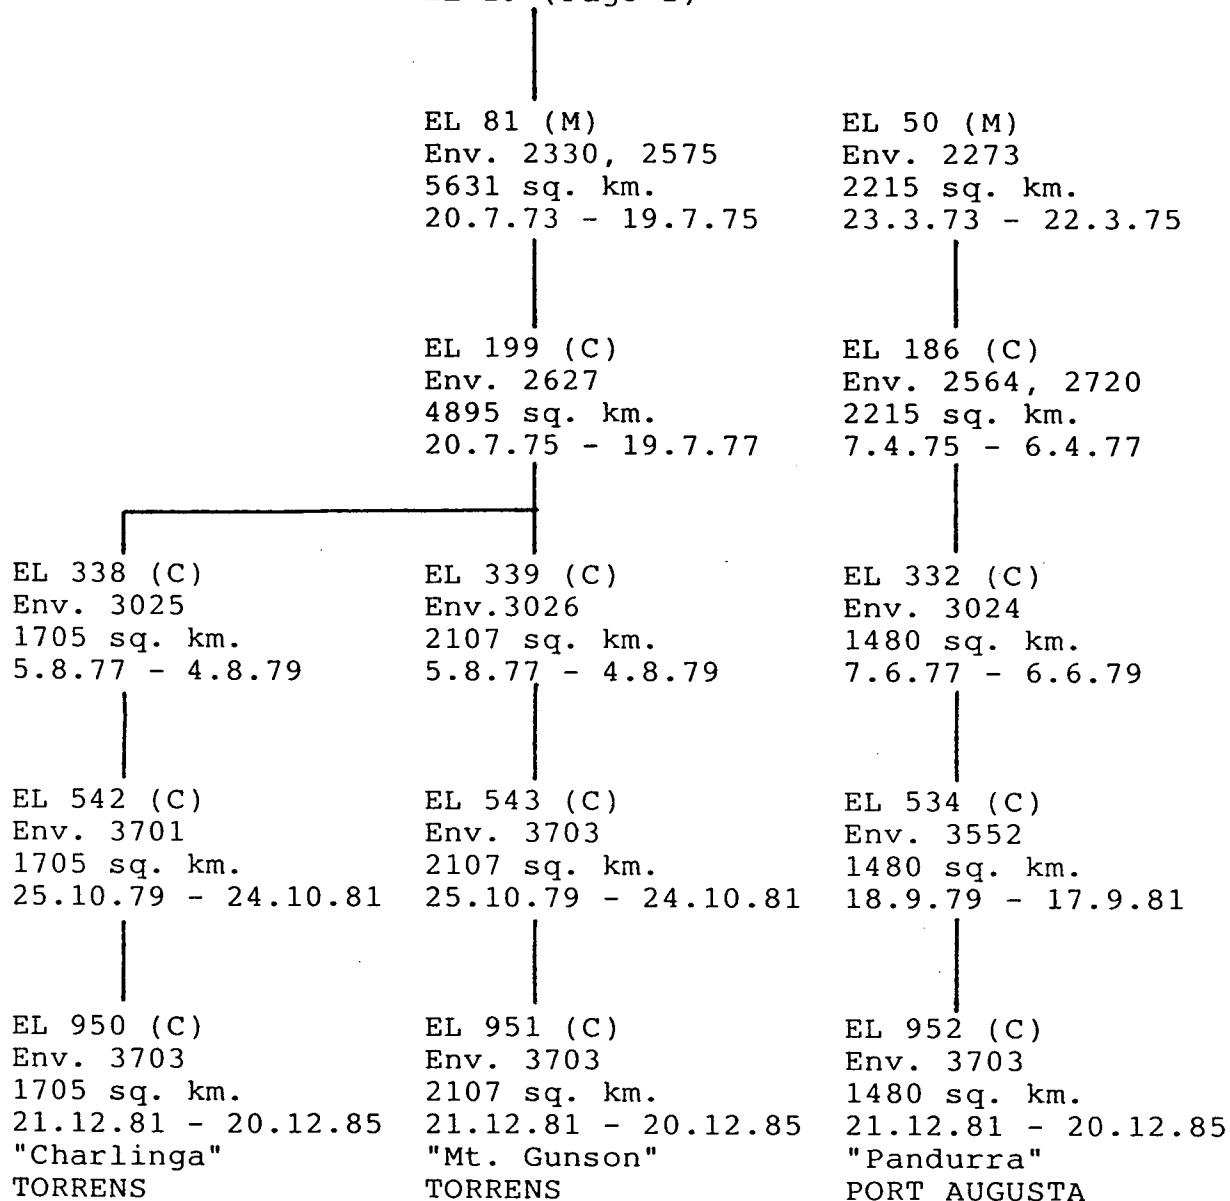 EL 81 (M)
Env. 2330, 2575
5631 sq. km.
20.7.73 - 19.7.75
EL 50 (M)
Env. 2273
2215 sq. km.
23.3.73 - 22.3.75
EL 199 (C)
Env. 2627
4895 sq. km.
20.7.75 - 19.7.77
EL 186 (C)
Env. 2564, 2720
2215 sq. km.
7.4.75 - 6.4.77
EL 338 (C)
Env. 3025
1705 sq. km.
5.8.77 - 4.8.79
EL 339 (C)
Env.3026
2107 sq. km.
5.8.77 - 4.8.79
EL 332 (C)
Env. 3024
1480 sq. km.
7.6.77 - 6.6.79
EL 542 (C)
Env. 3701
1705 sq. km.
25.10.79 - 24.10.81
EL 543 (C)
Env. 3703
2107 sq. km.
25.10.79 - 24.10.81
EL 534 (C)
Env. 3552
1480 sq. km.
18.9.79 - 17.9.81
EL 950 (C)
Env. 3703
1705 sq. km.
21.12.81 - 20.12.85
"Charlinga"
TORRENS
EL 951 (C)
Env. 3703
2107 sq. km.
21.12.81 - 20.12.85
"Mt. Gunson"
TORRENS
EL 952 (C)
Env. 3703
1480 sq. km.
21.12.81 - 20.12.85
"Pandurra"
PORT AUGUSTA